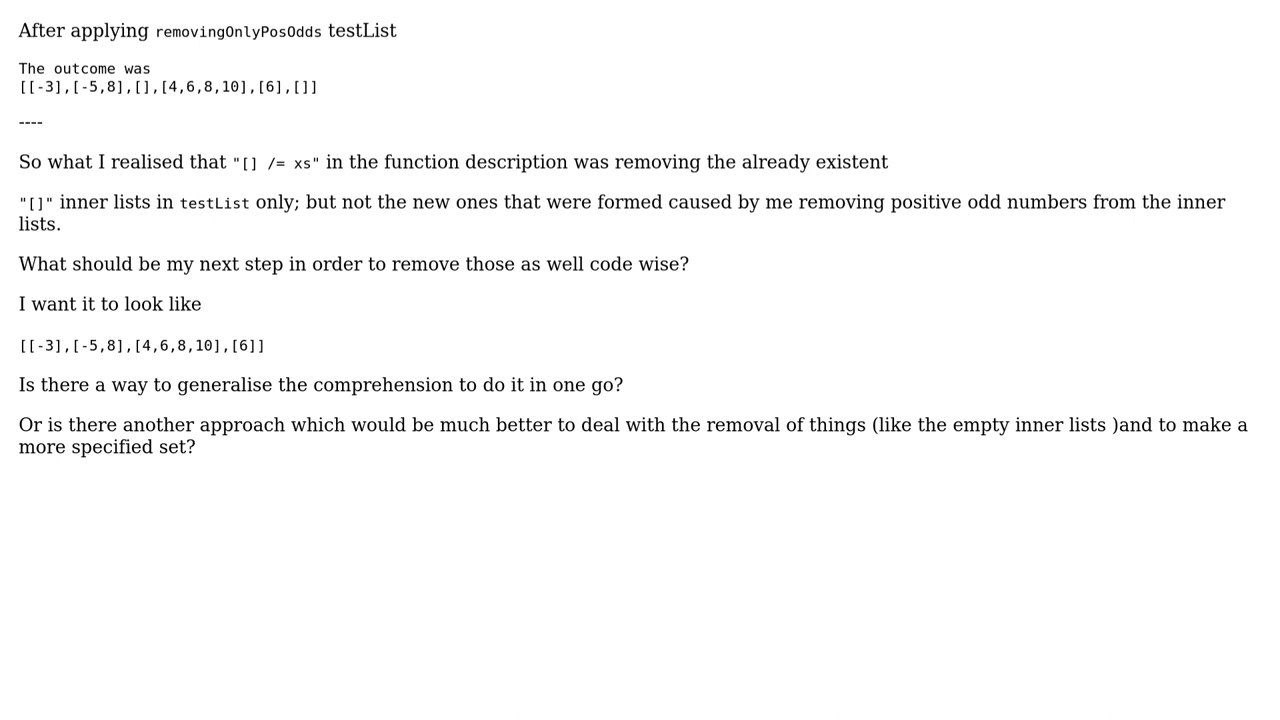 After applying removingOnlyPosOdds testList
The outcome was
[[-3],[-5,8],[],[4,6,8,10],[6],[]]
----
So what I realised that "[] /= xs" in the function description was removing the already existent
"[]" inner lists in testList only; but not the new ones that were formed caused by me removing positive odd numbers from the inner
lists.
What should be my next step in order to remove those as well code wise?
I want it to look like
[[-3],[-5,8],[4,6,8,10],[6]]
Is there a way to generalise the comprehension to do it in one go?
Or is there another approach which would be much better to deal with the removal of things (like the empty inner lists )and to make a
more specified set?